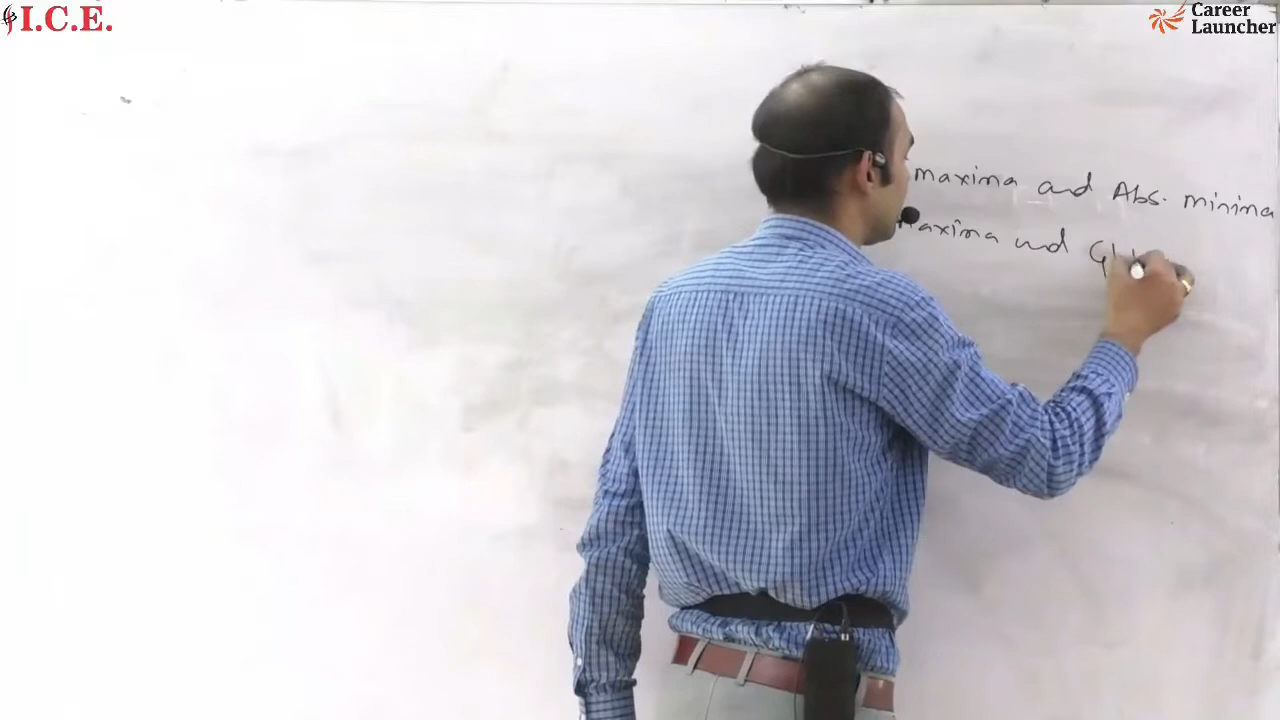 I.C.E.
Career
Launcher
maxima and Abs. minima
maxima and